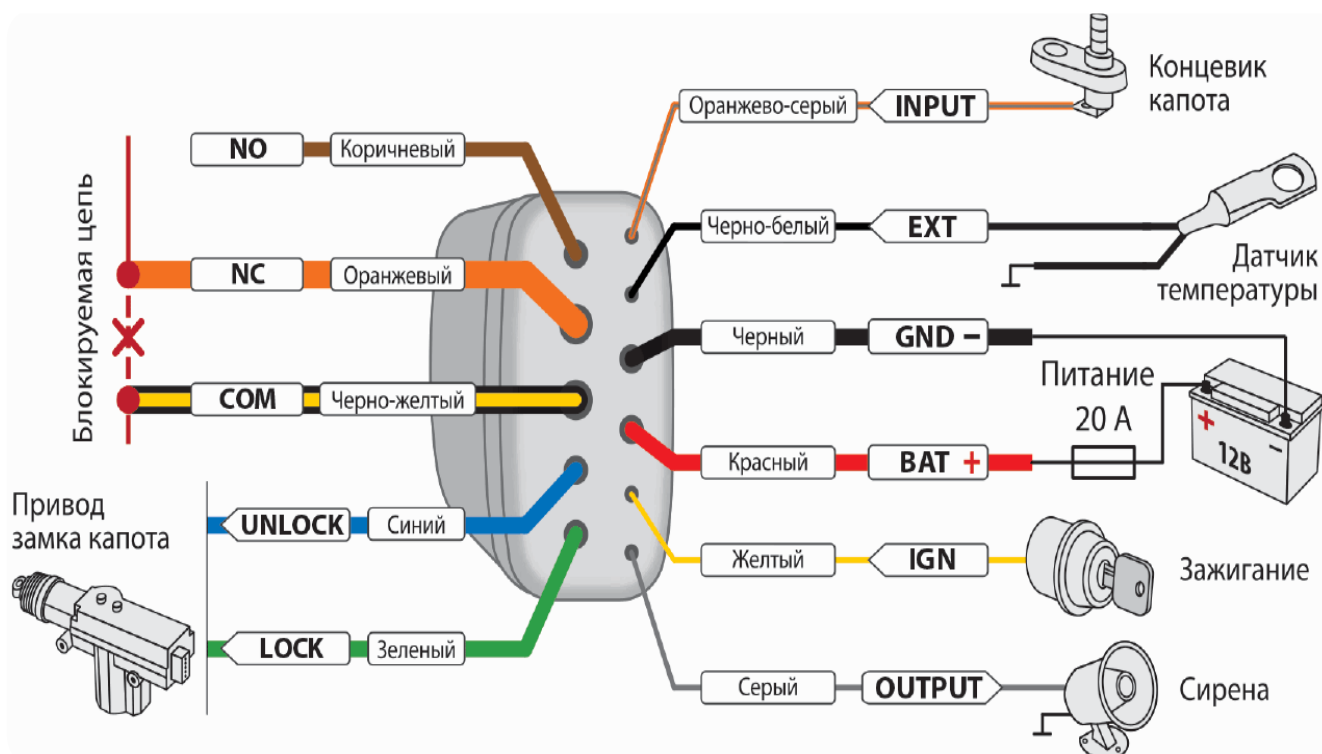 Концевик
капота
Оранжево-серый
INPUT
NO
Коричневый
Блокируемая цепь
Черно-белый
EXT
Датчик
температуры
NC
Оранжевый
Черный
GND −
Питание
20 А
COM
Черно-желтый
Красный
BAT +
+
−
12В
Привод
замка капота
UNLOCK
Синий
Желтый
IGN
Зажигание
LOCK
Зеленый
Серый
OUTPUT
Сирена